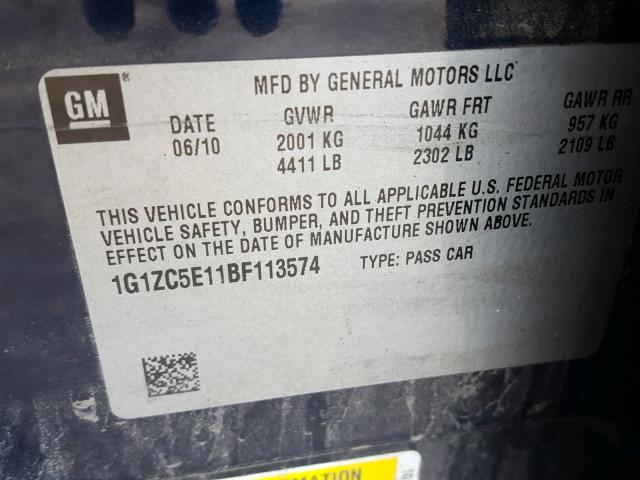 GM®
MFD BY GENERAL MOTORS LLC
DATE GVWR GAWR FRT GAWR RR
06/10 2001 KG 1044 KG 957 KG
4411 LB 2302 LB 2109 LB
THIS VEHICLE CONFORMS TO ALL APPLICABLE U.S. FEDERAL MOTOR
VEHICLE SAFETY, BUMPER, AND THEFT PREVENTION STANDARDS IN
EFFECT ON THE DATE OF MANUFACTURE SHOWN ABOVE.
1G1ZC5E11BF113574 TYPE: PASS CAR